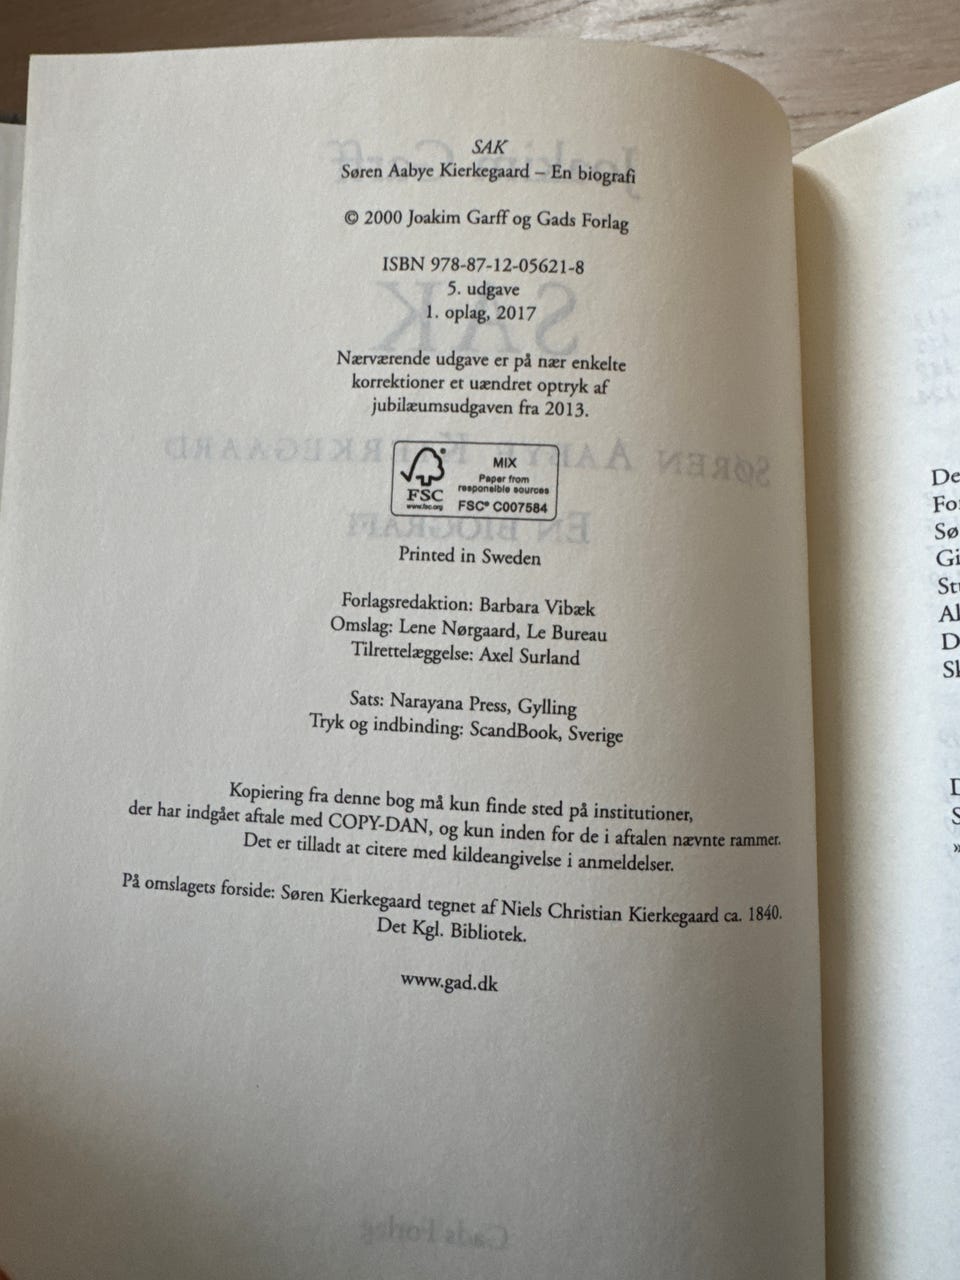 SAK
Søren Aabye Kierkegaard – En biografi
© 2000 Joakim Garff og Gads Forlag
ISBN 978-87-12-05621-8
5. udgave
1. oplag, 2017
Nærværende udgave er på nær enkelte
korrektioner et uændret optryk af
jubilæumsudgaven fra 2013.
FSC
www.fsc.org
MIX
Paper from
responsible sources
FSC® C007584
Printed in Sweden
Forlagsredaktion: Barbara Vibæk
Omslag: Lene Nørgaard, Le Bureau
Tilrettelæggelse: Axel Surland
Sats: Narayana Press, Gylling
Tryk og indbinding: ScandBook, Sverige
Kopiering fra denne bog må kun finde sted på institutioner,
der har indgået aftale med COPY-DAN, og kun inden for de i aftalen nævnte rammer.
Det er tilladt at citere med kildeangivelse i anmeldelser.
På omslagets forside: Søren Kierkegaard tegnet af Niels Christian Kierkegaard ca. 1840.
Det Kgl. Bibliotek.
www.gad.dk